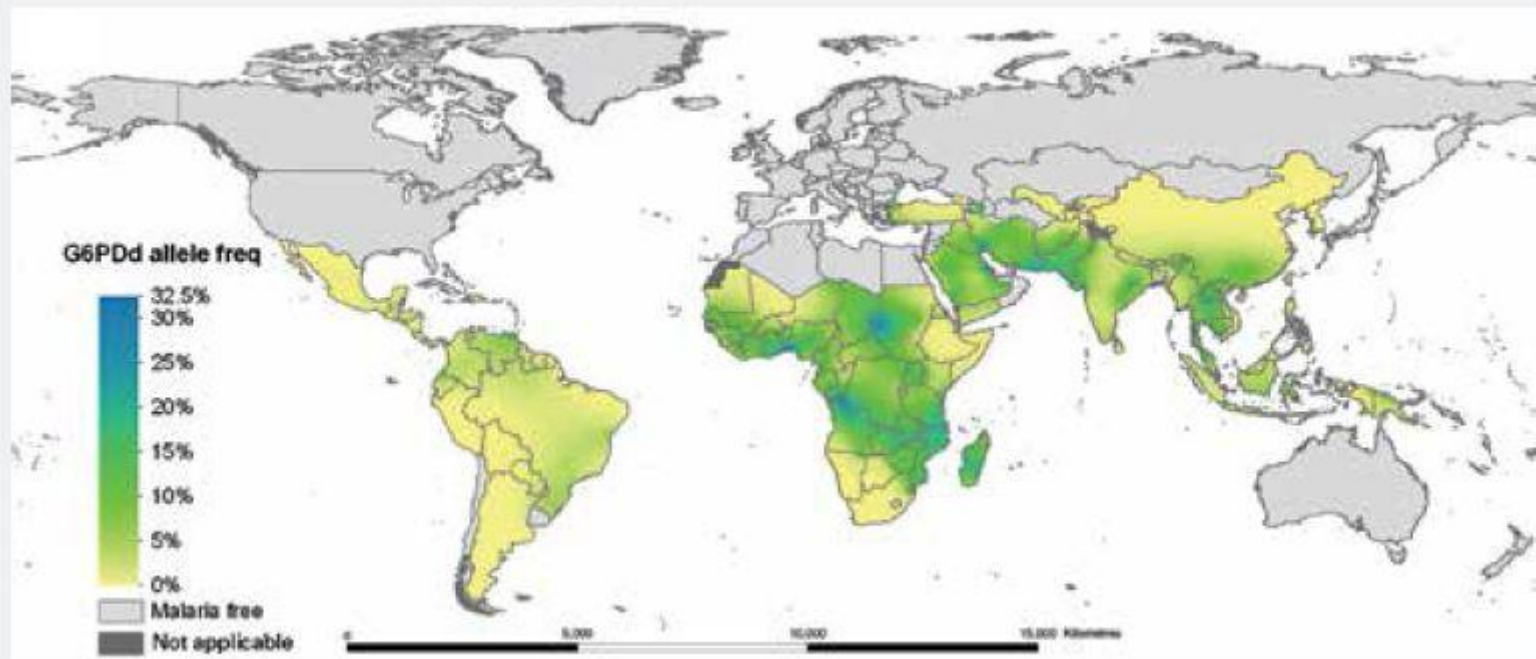 G6PDd allele freq
32.5%
30%
25%
20%
15%
10%
5%
0%
Malaria free
Not applicable
0 5,000 10,000 15,000 Kilometres